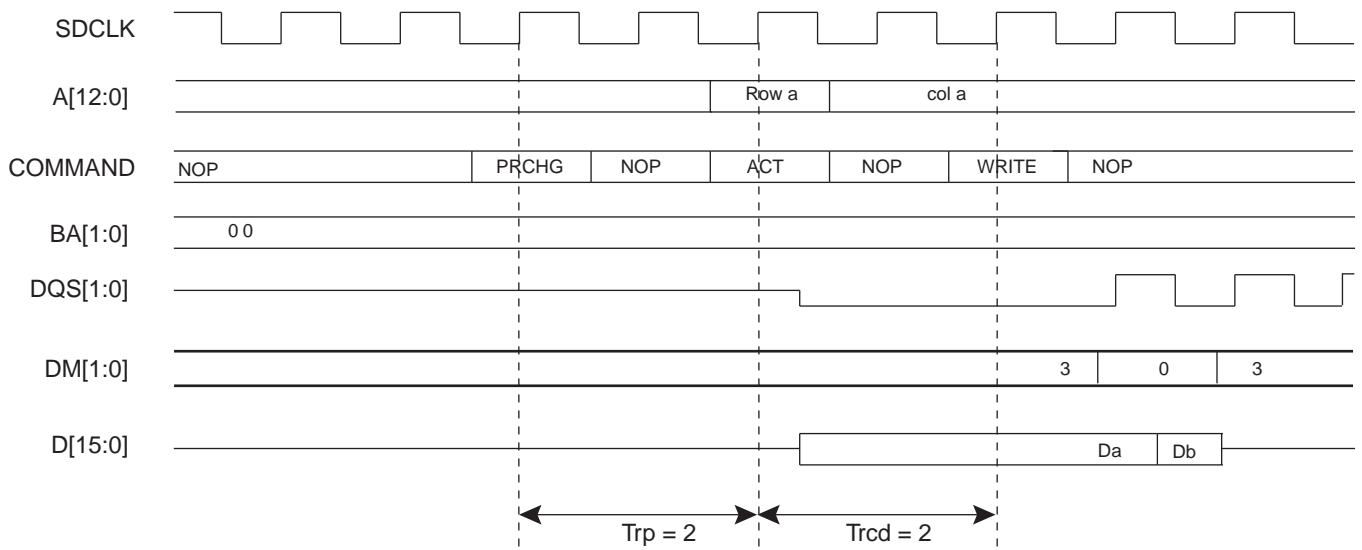 SDCLK
A[12:0] Row a col a
COMMAND NOP PRCHG NOP ACT NOP WRITE NOP
BA[1:0] 0 0
DQS[1:0]
DM[1:0] 3 0 3
D[15:0] Da Db
Trp = 2 Trcd = 2